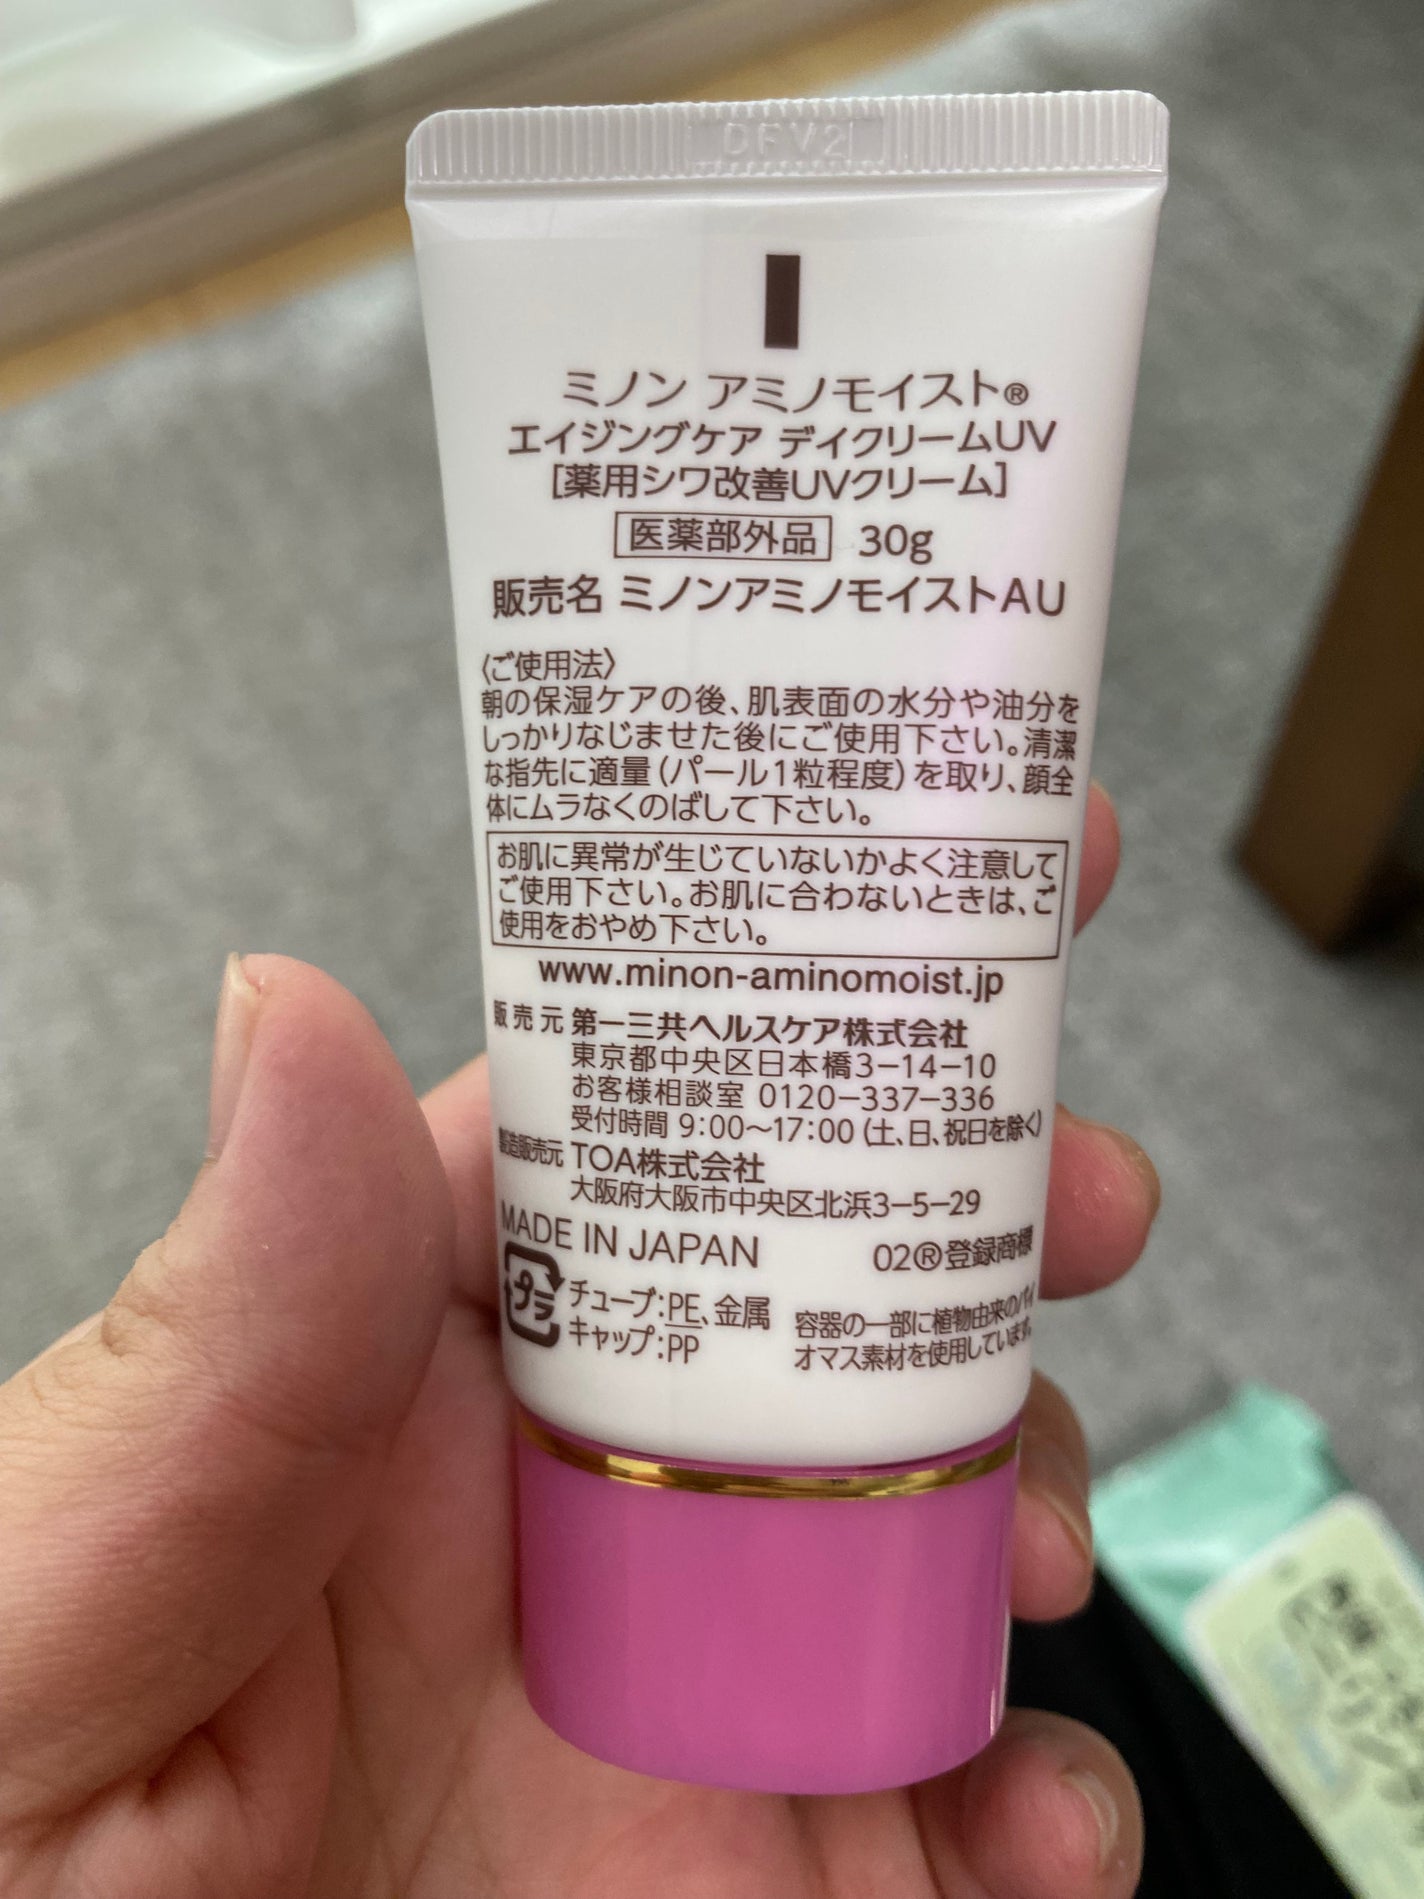 DFV2
ミノン アミノモイスト®
エイジングケア デイクリームUV
[薬用シワ改善UVクリーム]
医薬部外品 30g
販売名 ミノンアミノモイストAU
〈ご使用法〉
朝の保湿ケアの後、肌表面の水分や油分を
しっかりなじませた後にご使用下さい。清潔
な指先に適量(パール1粒程度)を取り、顔全
体にムラなくのばして下さい。
お肌に異常が生じていないかよく注意して
ご使用下さい。お肌に合わないときは、ご
使用をおやめ下さい。
www.minon-aminomoist.jp
販売元 第一三共ヘルスケア株式会社
東京都中央区日本橋3-14-10
お客様相談室 0120-337-336
受付時間 9:00~17:00(土、日、祝日を除く)
製造販売元 TOA株式会社
大阪府大阪市中央区北浜3-5-29
MADE IN JAPAN 02®登録商標
プラ チューブ:PE、金属
キャップ:PP
容器の一部に植物由来のバイ
オマス素材を使用しています。